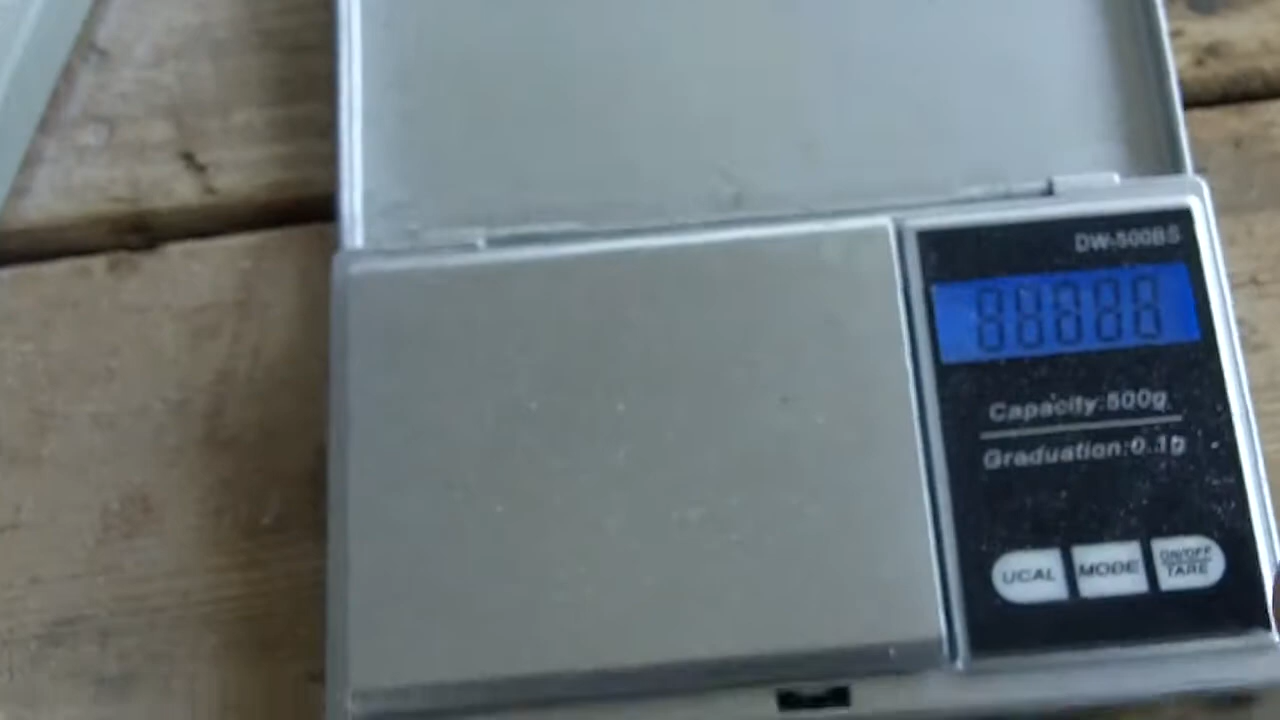 DW-500BS
88888
Capacity:500g
Graduation:0.1g
UCAL
MODE
ON/OFF
TARE